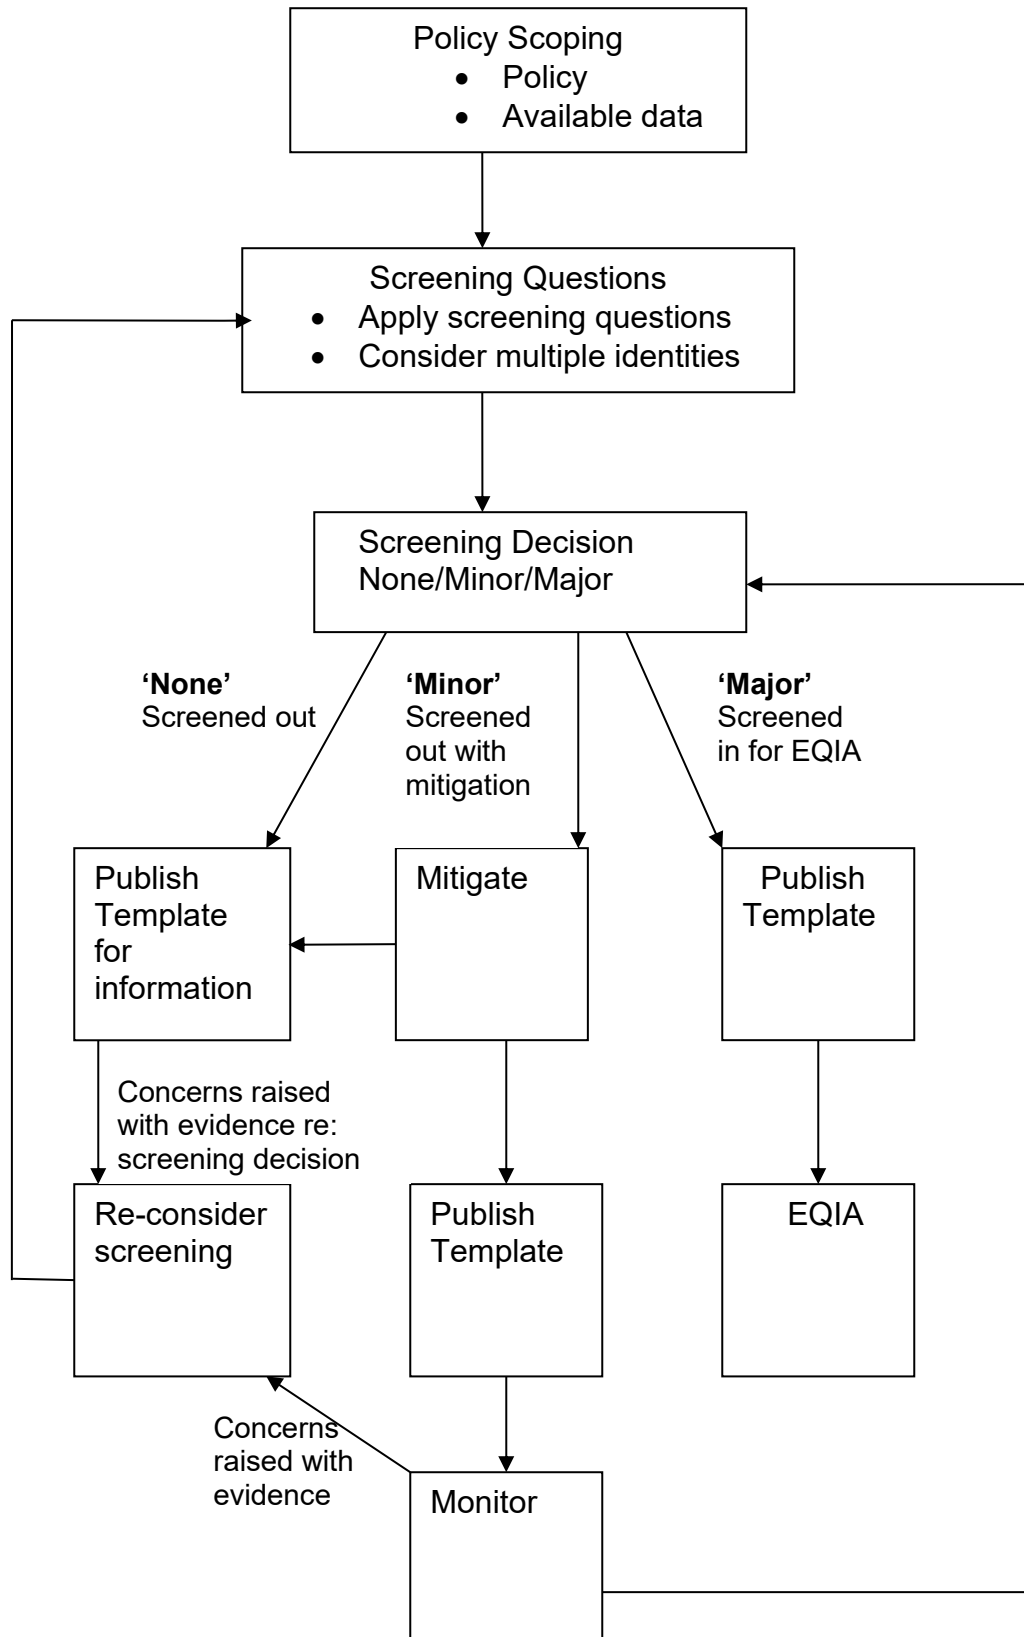 Policy Scoping
• Policy
• Available data
Screening Questions
• Apply screening questions
• Consider multiple identities
Screening Decision
None/Minor/Major
‘None’
Screened out
‘Minor’
Screened
out with
mitigation
‘Major’
Screened
in for EQIA
Publish
Template
for
information
Mitigate
Publish
Template
Concerns raised
with evidence re:
screening decision
Re-consider
screening
Publish
Template
EQIA
Concerns
raised with
evidence
Monitor